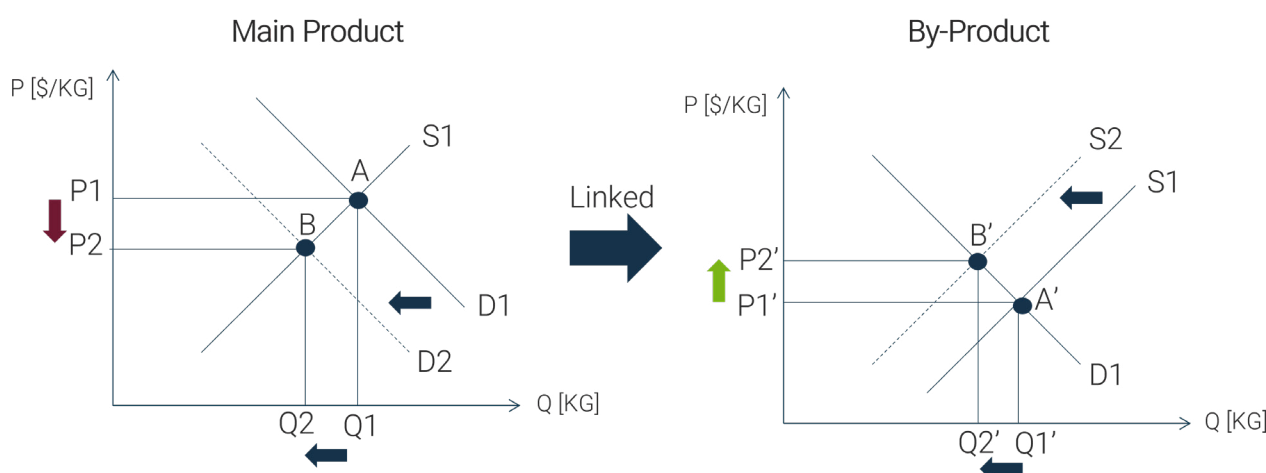 Main Product
P [$/KG]
S1
A
P1
B
P2
D1
D2
Q [KG]
Q2
Q1
Linked
By-Product
P [$/KG]
S2
S1
B’
P2’
A’
P1’
D1
Q [KG]
Q2’
Q1’